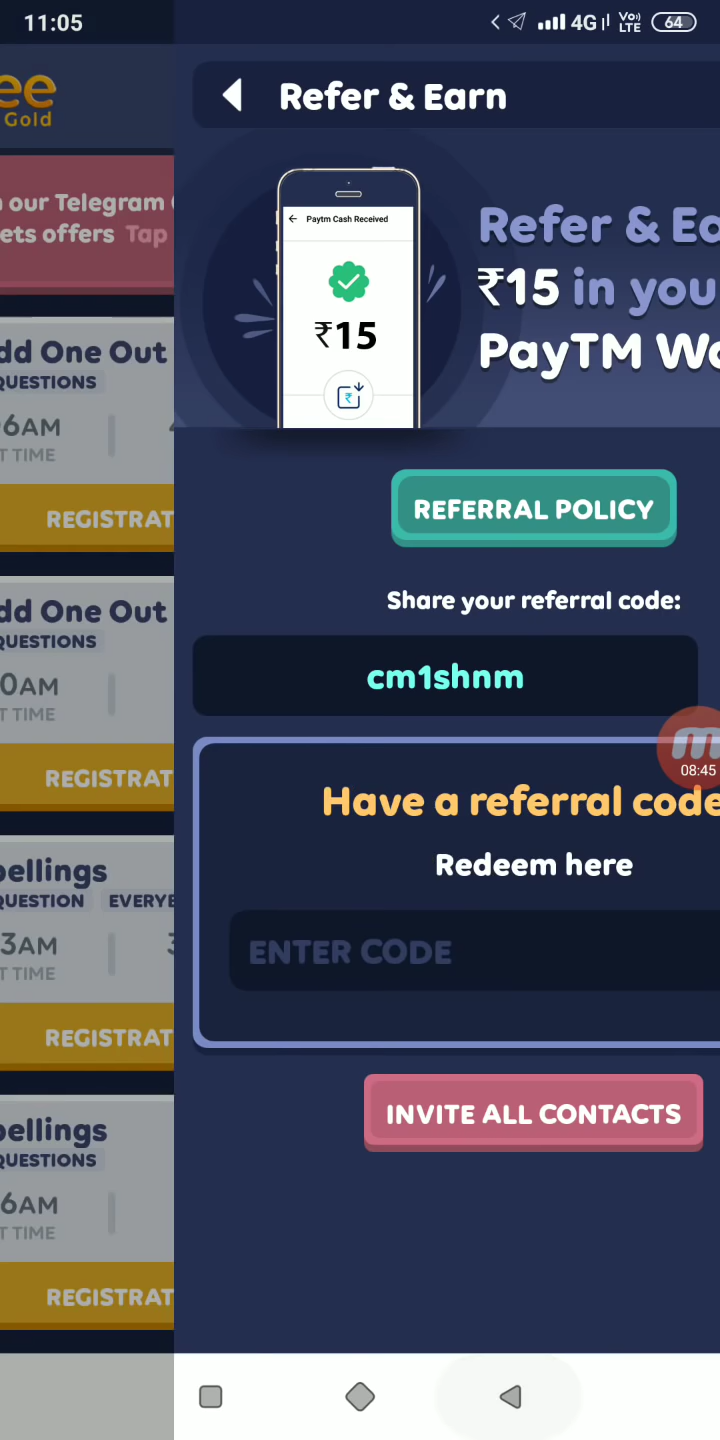 11:05
4G
Vo))
LTE
64
ee
Gold
Refer & Earn
our Telegram
ets offers Tap
Paytm Cash Received
₹15
Refer & Ea
₹15 in you
PayTM Wa
dd One Out
QUESTIONS
6AM
T TIME
REGISTRAT
REFERRAL POLICY
Share your referral code:
cm1shnm
dd One Out
QUESTIONS
0AM
T TIME
REGISTRAT
08:45
Have a referral code
Redeem here
ENTER CODE
pellings
QUESTION
EVERYE
3AM
T TIME
REGISTRAT
INVITE ALL CONTACTS
pellings
QUESTIONS
6AM
T TIME
REGISTRAT